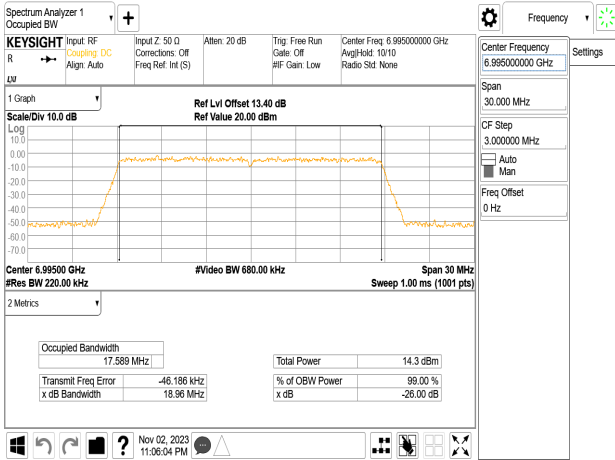 Spectrum Analyzer 1
Occupied BW
Frequency
KEYSIGHT
R
LXI
Input: RF
Coupling: DC
Align: Auto
Input Z: 50 Ω
Corrections: Off
Freq Ref: Int (S)
Atten: 20 dB
Trig: Free Run
Gate: Off
#IF Gain: Low
Center Freq: 6.995000000 GHz
Avg|Hold: 10/10
Radio Std: None
Center Frequency
6.995000000 GHz
Settings
Span
30.000 MHz
CF Step
3.000000 MHz
Auto
Man
Freq Offset
0 Hz
1 Graph
Ref Lvl Offset 13.40 dB
Scale/Div 10.0 dB
Ref Value 20.00 dBm
Log
10.0
0.00
-10.0
-20.0
-30.0
-40.0
-50.0
-60.0
-70.0
Center 6.99500 GHz
#Video BW 680.00 kHz
Span 30 MHz
#Res BW 220.00 kHz
Sweep 1.00 ms (1001 pts)
2 Metrics
Occupied Bandwidth
17.589 MHz
Total Power 14.3 dBm
Transmit Freq Error -46.186 kHz
% of OBW Power 99.00 %
x dB Bandwidth 18.96 MHz
x dB -26.00 dB
?
Nov 02, 2023
11:06:04 PM